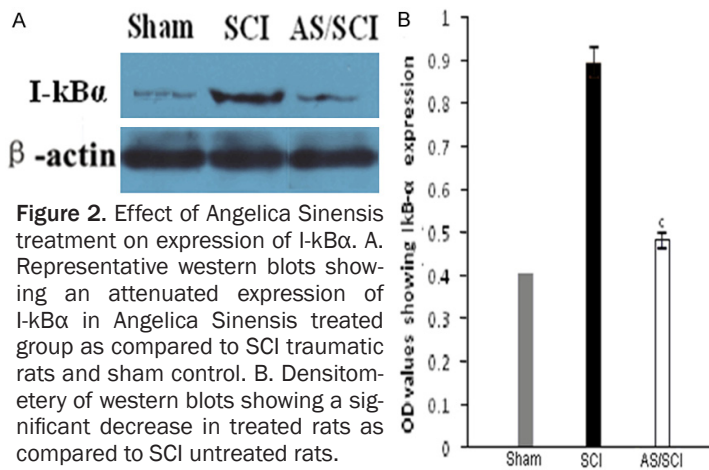 A
Sham SCI AS/SCI
I-kBα
β-actin
Figure 2. Effect of Angelica Sinensis
treatment on expression of I-kBα. A.
Representative western blots show-
ing an attenuated expression of
I-kBα in Angelica Sinensis treated
group as compared to SCI traumatic
rats and sham control. B. Densitom-
etery of western blots showing a sig-
nificant decrease in treated rats as
compared to SCI untreated rats.
B
OD values showing IkB-α expression
1
0.9
0.8
0.7
0.6
0.5
0.4
0.3
0.2
0.1
0
c
Sham SCI AS/SCI